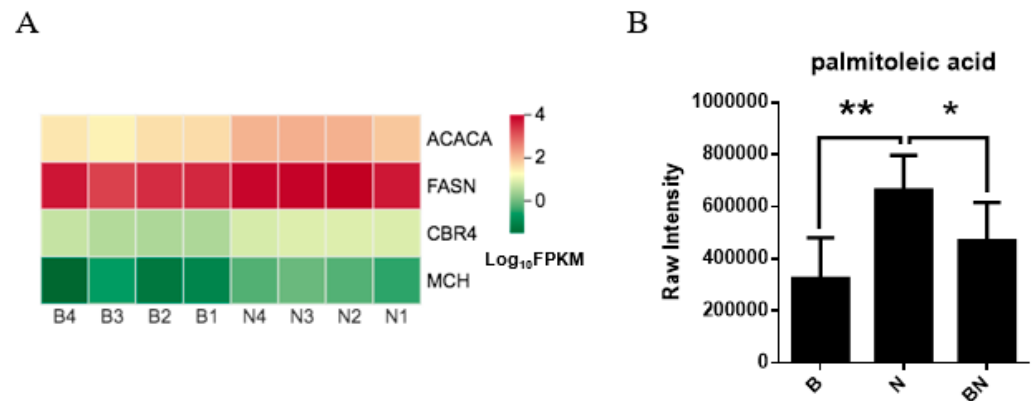 A
ACACA
FASN
CBR4
MCH
B4 B3 B2 B1 N4 N3 N2 N1
4
2
0
Log₁₀FPKM
B
palmitoleic acid
** *
Raw Intensity
1000000
800000
600000
400000
200000
0
B N BN